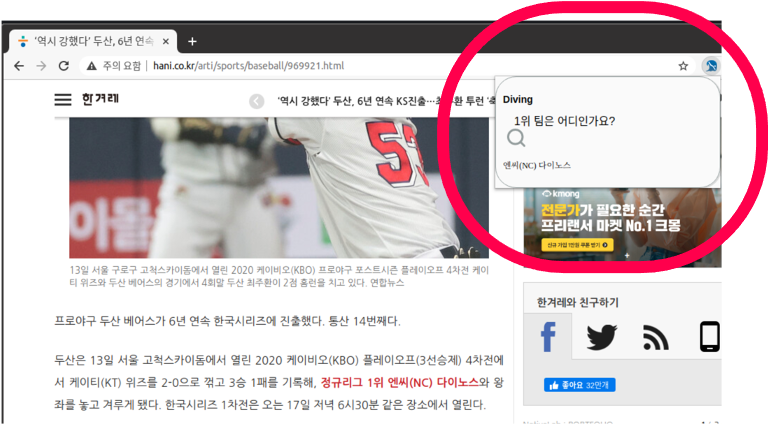 ‘역시 강했다’ 두산, 6년 연속
주의 요함
hani.co.kr/arti/sports/baseball/969921.html
한겨레
'역시 강했다' 두산, 6년 연속 KS진출…최주환 투런 '축
Diving
1위 팀은 어디인가요?
엔씨(NC) 다이노스
53
아몰
kmong
전문가가 필요한 순간
프리랜서 마켓 No.1 크몽
신규 가입 1만원 쿠폰 받기
13일 서울 구로구 고척스카이돔에서 열린 2020 케이비오(KBO) 프로야구 포스트시즌 플레이오프 4차전 케이
티 위즈와 두산 베어스의 경기에서 4회말 두산 최주환이 2점 홈런을 치고 있다. 연합뉴스
한겨레와 친구하기
프로야구 두산 베어스가 6년 연속 한국시리즈에 진출했다. 통산 14번째다.
두산은 13일 서울 고척스카이돔에서 열린 2020 케이비오(KBO) 플레이오프(3선승제) 4차전에
서 케이티(KT) 위즈를 2-0으로 꺾고 3승 1패를 기록해, 정규리그 1위 엔씨(NC) 다이노스와 왕
좌를 놓고 겨루게 됐다. 한국시리즈 1차전은 오는 17일 저녁 6시30분 같은 장소에서 열린다.
좋아요 32만개